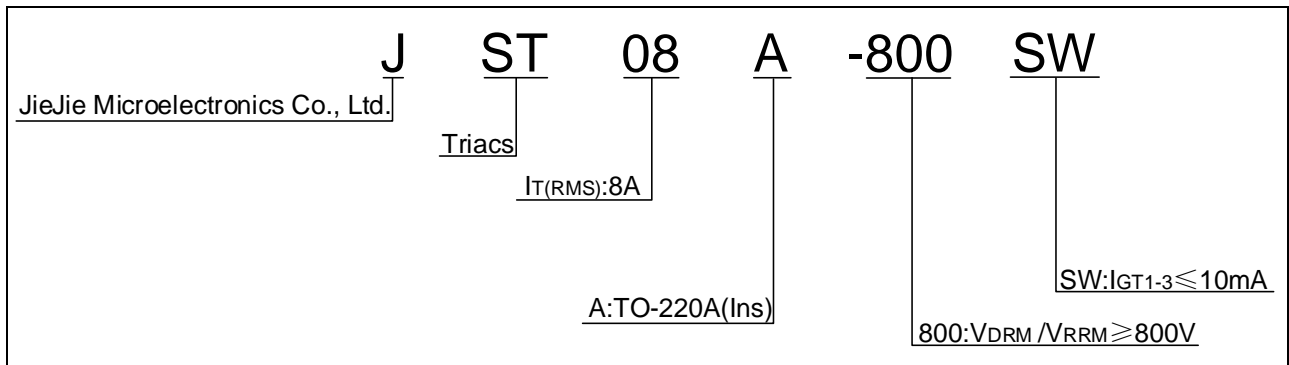 J ST 08 A -800 SW
JieJie Microelectronics Co., Ltd.
Triacs
IT(RMS):8A
SW:IGT1-3≤10mA
A:TO-220A(Ins)
800:VDRM /VRRM≥800V